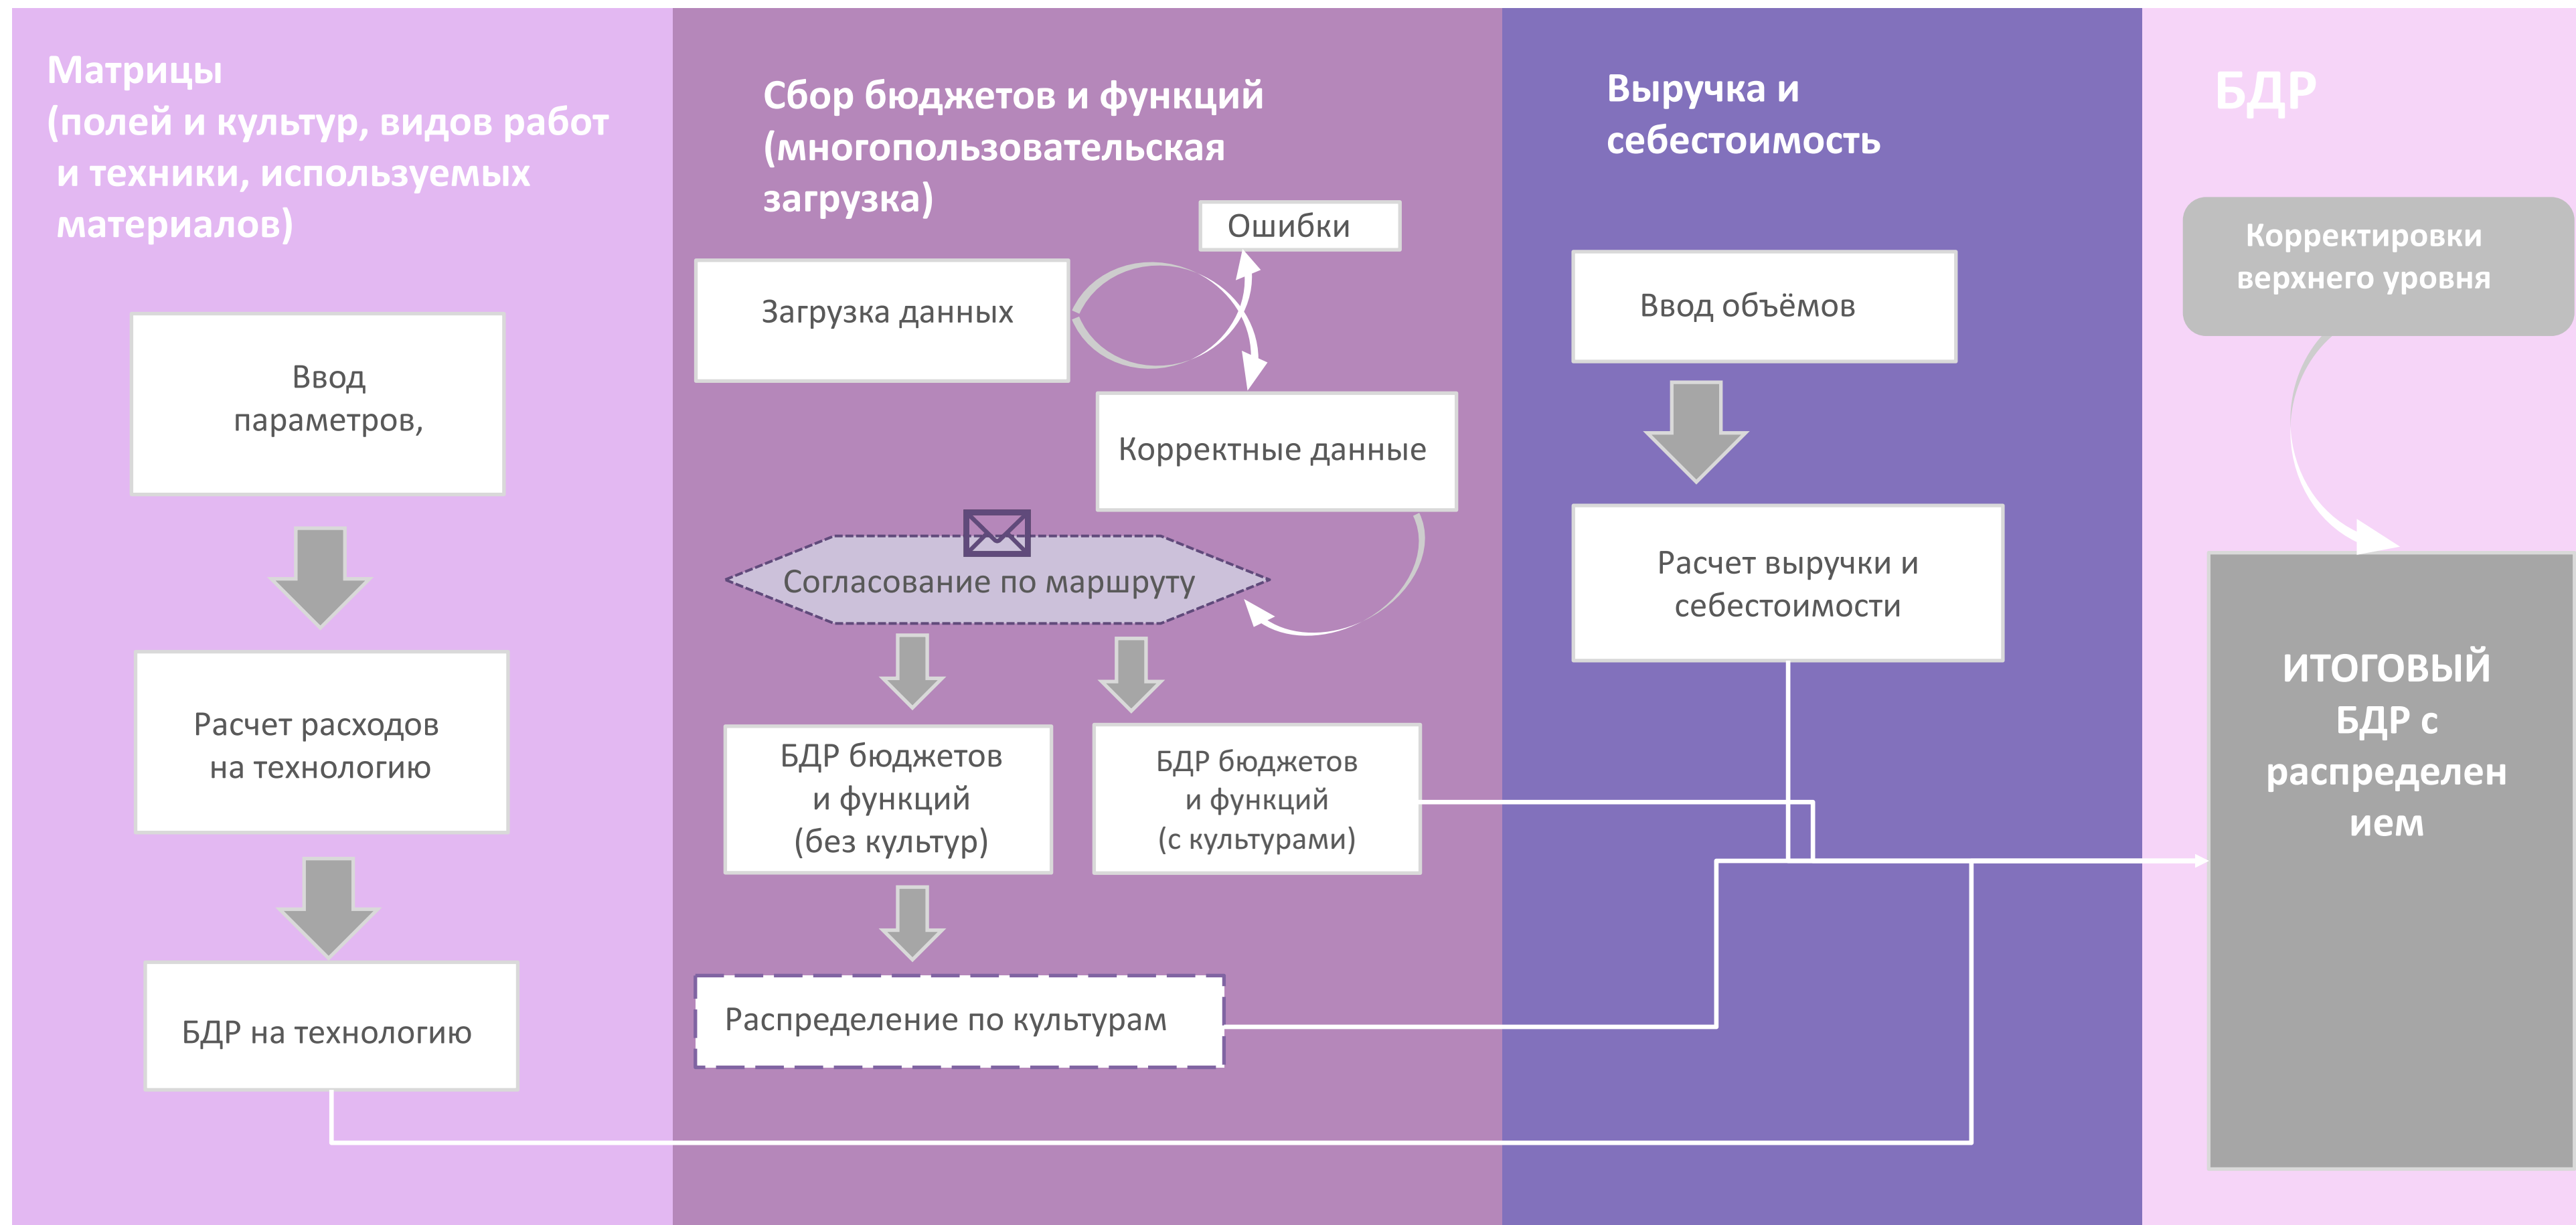 Матрицы
(полей и культур, видов работ
и техники, используемых
материалов)
Ввод
параметров,
Расчет расходов
на технологию
БДР на технологию
Сбор бюджетов и функций
(многопользовательская
загрузка)
Ошибки
Загрузка данных
Корректные данные
Согласование по маршруту
БДР бюджетов
и функций
(без культур)
БДР бюджетов
и функций
(с культурами)
Распределение по культурам
Выручка и
себестоимость
Ввод объёмов
Расчет выручки и
себестоимости
БДР
Корректировки
верхнего уровня
ИТОГОВЫЙ
БДР с
распределен
ием